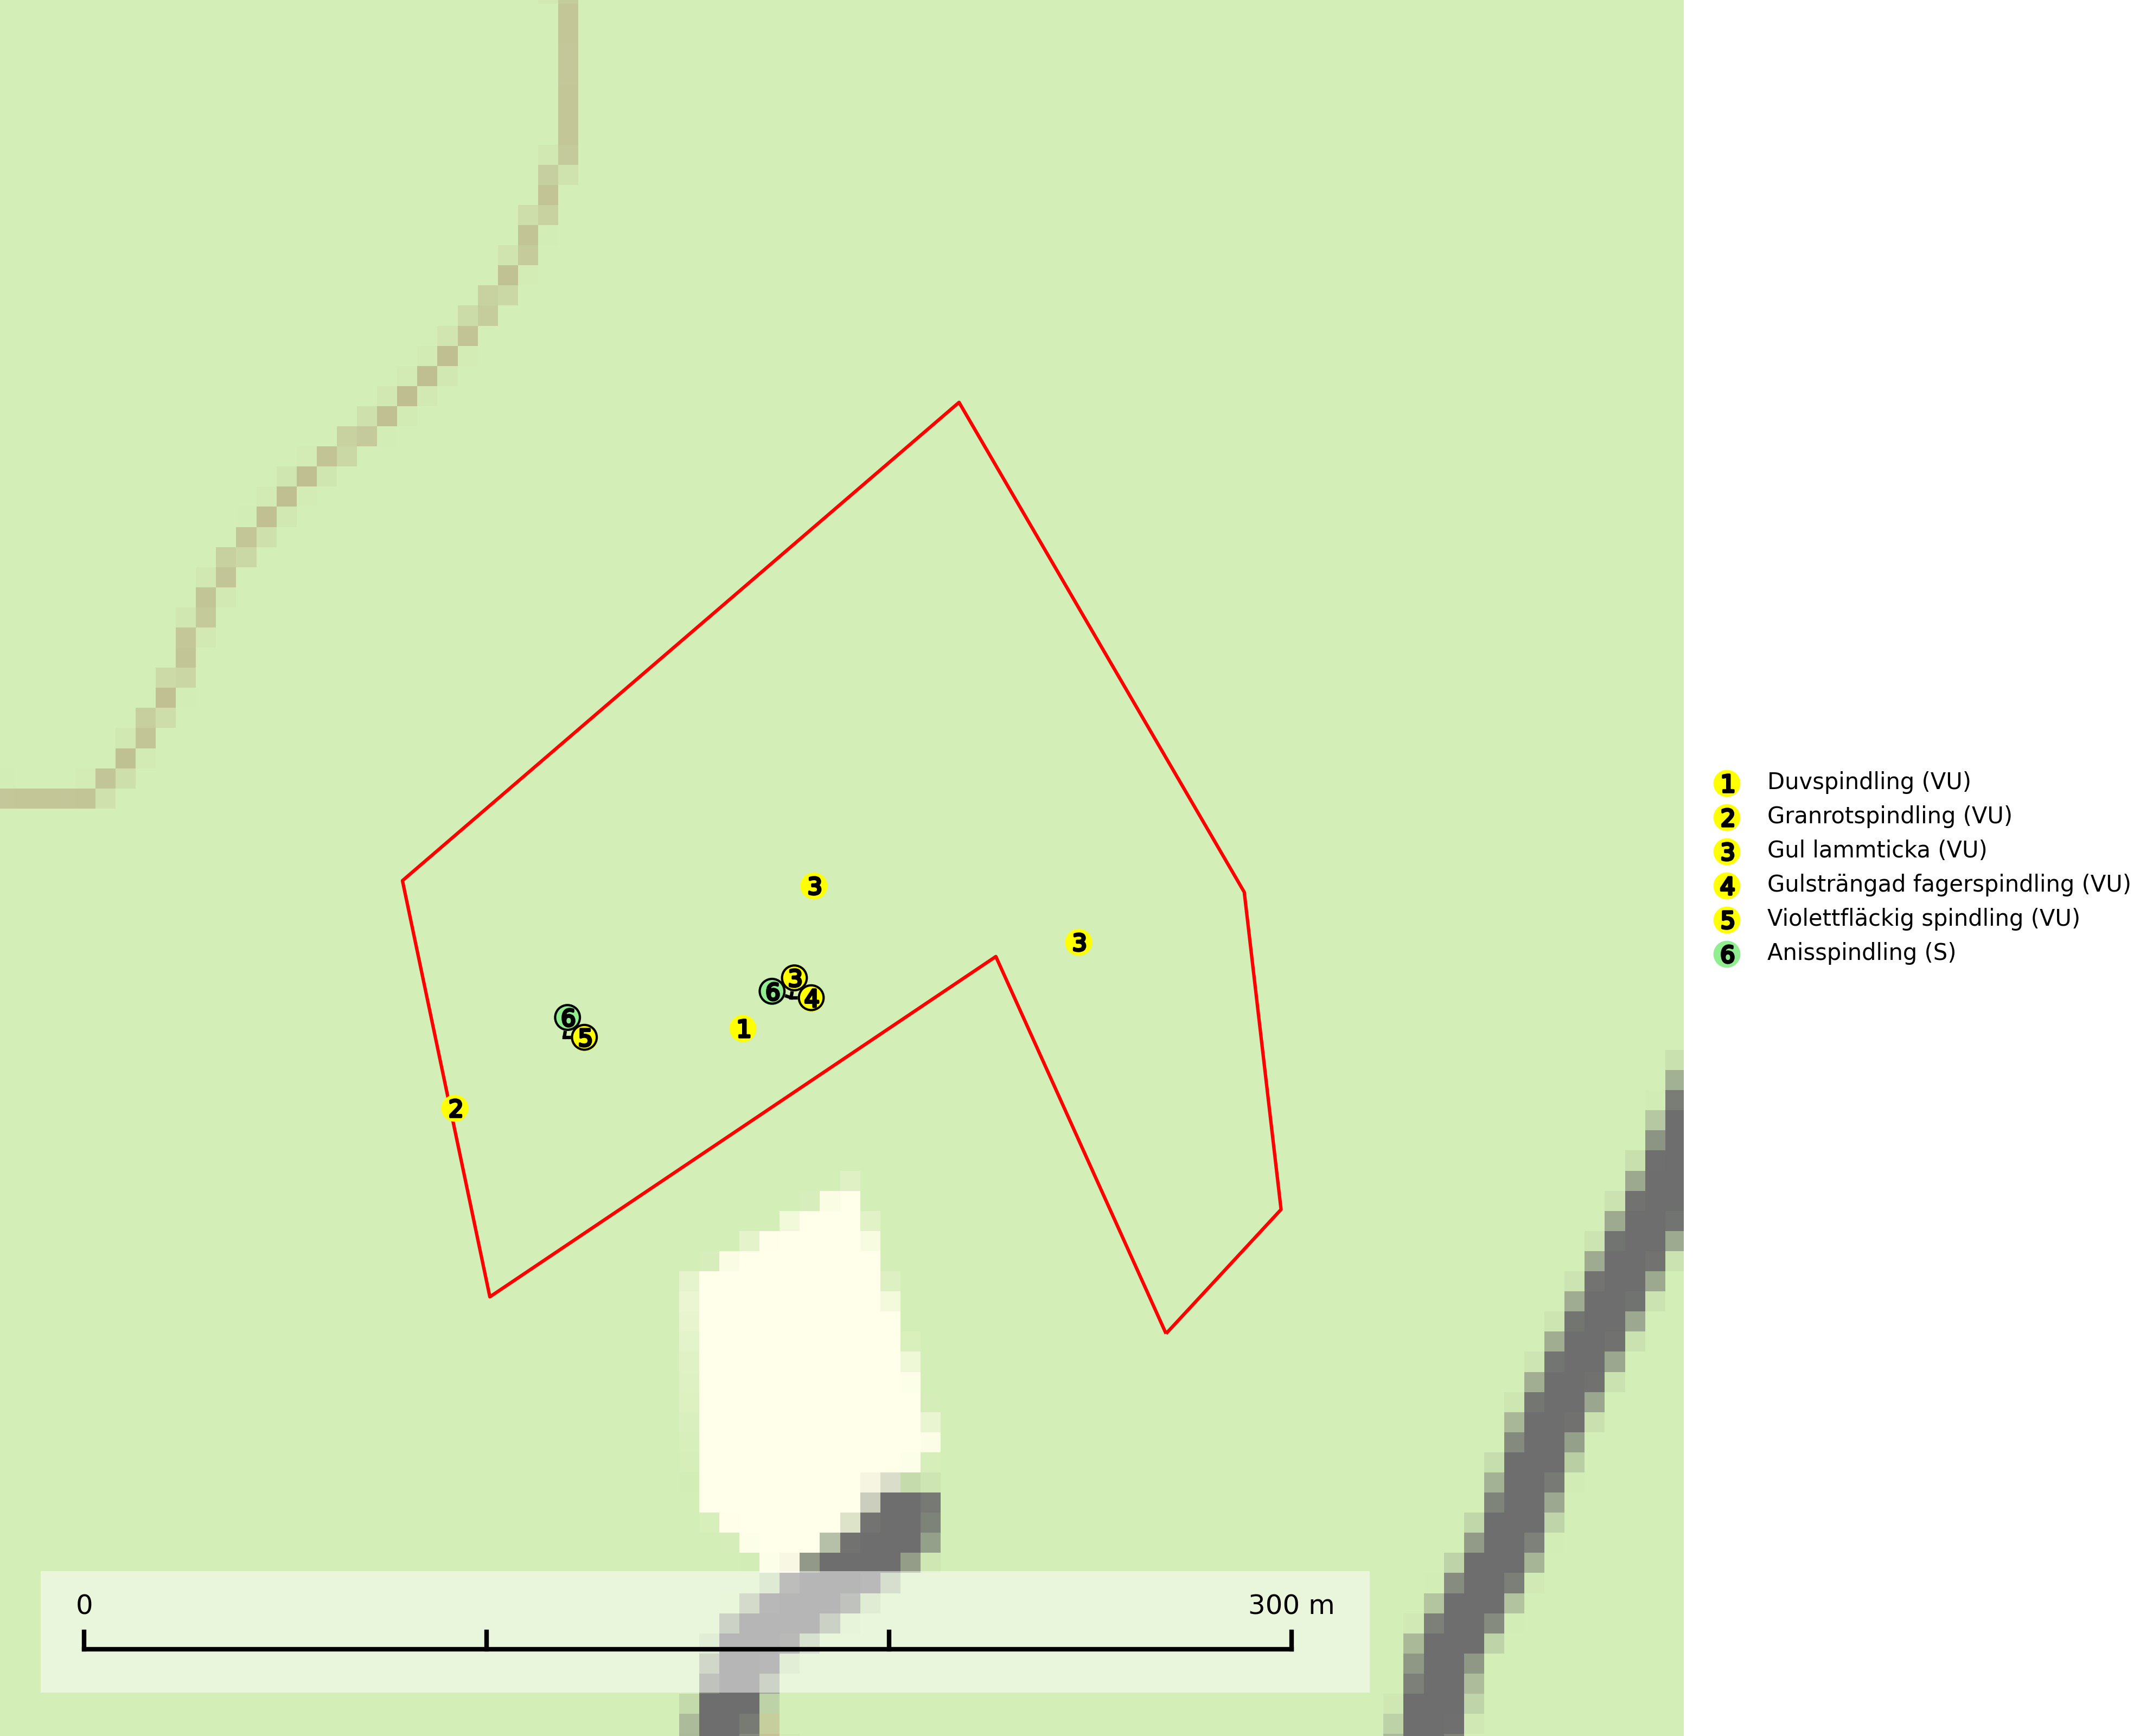 3
3
3
6
4
6
5
1
2
0
300 m
1 Duvspindling (VU)
2 Granrotspindling (VU)
3 Gul lammticka (VU)
4 Gulsträngad fagerspindling (VU)
5 Violettfläckig spindling (VU)
6 Anisspindling (S)